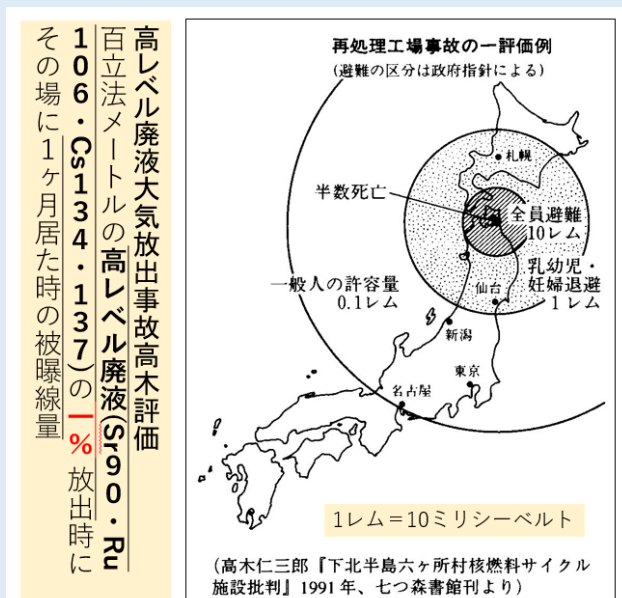 高レベル廃液大気放出事故高木評価
百立法メートルの高レベル廃液(Sr90・Ru
106・Cs134・137)の一%放出時に
その場に1ヶ月居た時の被曝線量
再処理工場事故の一評価例
(避難の区分は政府指針による)
札幌
半数死亡
全員避難
10レム
一般人の許容量
0.1レム
乳幼児・
妊婦退避
1レム
仙台
新潟
東京
名古屋
1レム=10ミリシーベルト
(高木仁三郎『下北半島六ヶ所村核燃料サイクル
施設批判』1991年、七つ森書館刊より)